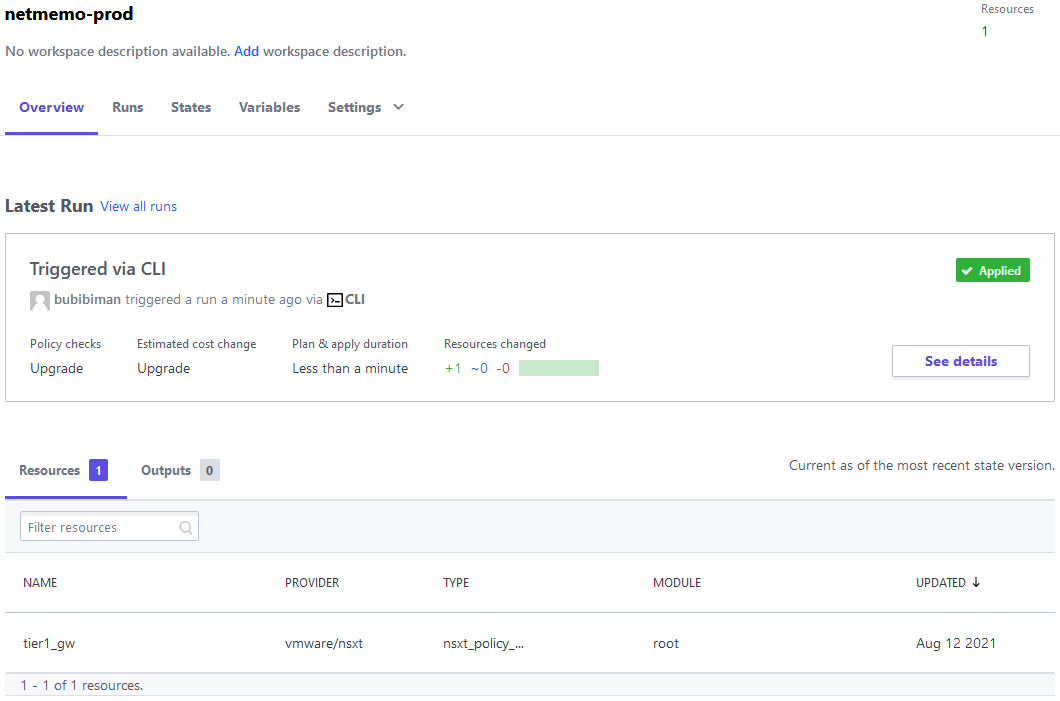 netmemo-prod
Resources
1
No workspace description available. Add workspace description.
Overview Runs States Variables Settings
Latest Run View all runs
Triggered via CLI
Applied
bubibiman triggered a run a minute ago via CLI
Policy checks Estimated cost change Plan & apply duration Resources changed
Upgrade Upgrade Less than a minute +1 ~0 -0
See details
Resources 1 Outputs 0
Current as of the most recent state version.
Filter resources
NAME PROVIDER TYPE MODULE UPDATED
tier1_gw vmware/nsxt nsxt_policy_... root Aug 12 2021
1 - 1 of 1 resources.